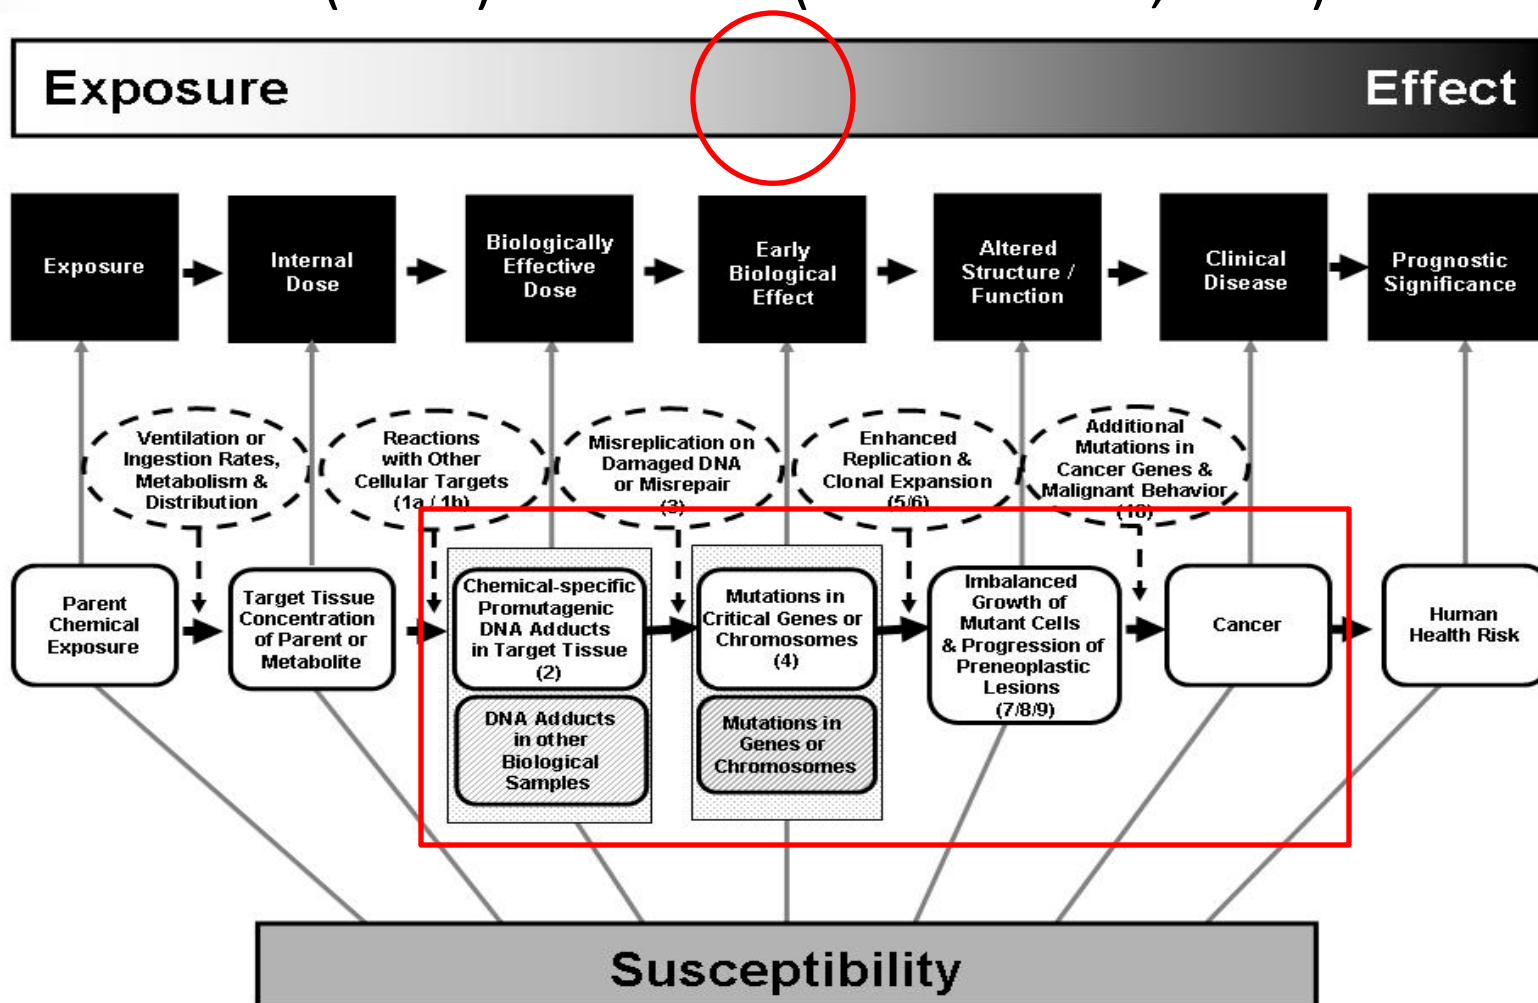 Exposure
Effect
Exposure
Internal
Dose
Biologically
Effective
Dose
Early
Biological
Effect
Altered
Structure /
Function
Clinical
Disease
Prognostic
Significance
Ventilation or
Ingestion Rates,
Metabolism &
Distribution
Reactions
with Other
Cellular Targets
(1a / 1b)
Misreplication on
Damaged DNA
or Misrepair
(3)
Enhanced
Replication &
Clonal Expansion
(5/6)
Additional
Mutations in
Cancer Genes &
Malignant Behavior
(10)
Parent
Chemical
Exposure
Target Tissue
Concentration
of Parent or
Metabolite
Chemical-specific
Promutagenic
DNA Adducts
in Target Tissue
(2)
DNA Adducts
in other
Biological
Samples
Mutations in
Critical Genes or
Chromosomes
(4)
Mutations in
Genes or
Chromosomes
Imbalanced
Growth of
Mutant Cells
& Progression of
Preneoplastic
Lesions
(7/8/9)
Cancer
Human
Health Risk
Susceptibility